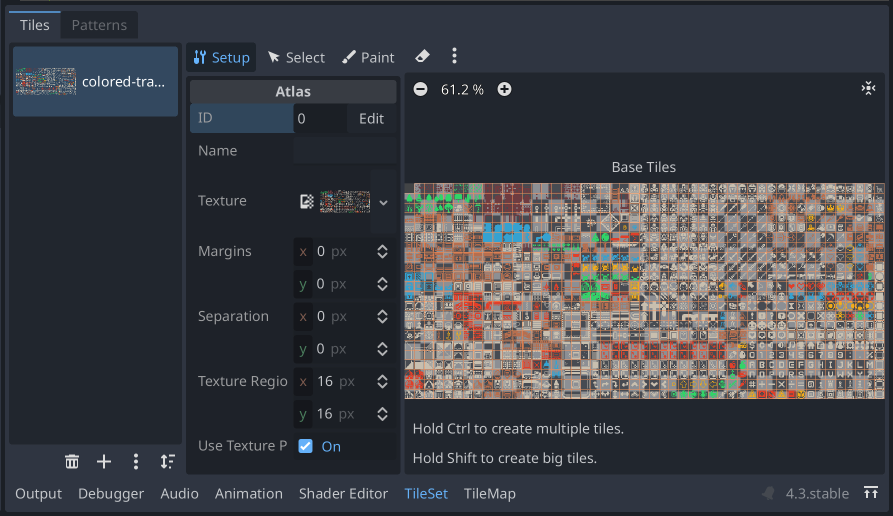 Tiles Patterns
colored-tra...
Setup Select Paint
Atlas
ID 0 Edit
Name
Texture
Margins x 0 px
y 0 px
Separation x 0 px
y 0 px
Texture Regio x 16 px
y 16 px
Use Texture P On
61.2 %
Base Tiles
Hold Ctrl to create multiple tiles.
Hold Shift to create big tiles.
Output Debugger Audio Animation Shader Editor TileSet TileMap 4.3.stable